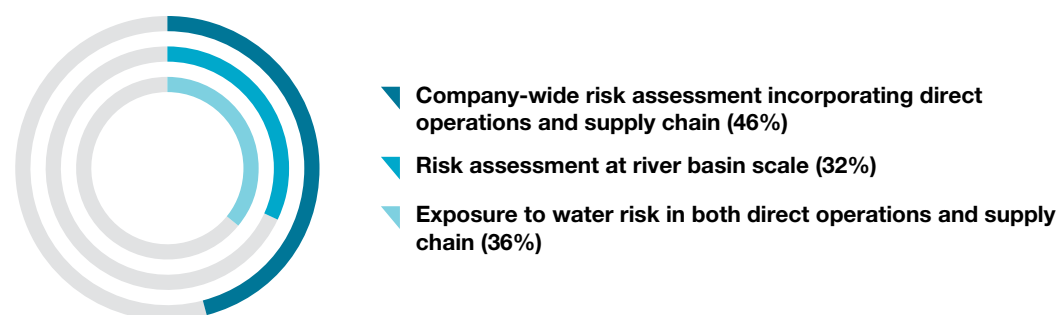 Company-wide risk assessment incorporating direct
operations and supply chain (46%)
Risk assessment at river basin scale (32%)
Exposure to water risk in both direct operations and supply
chain (36%)